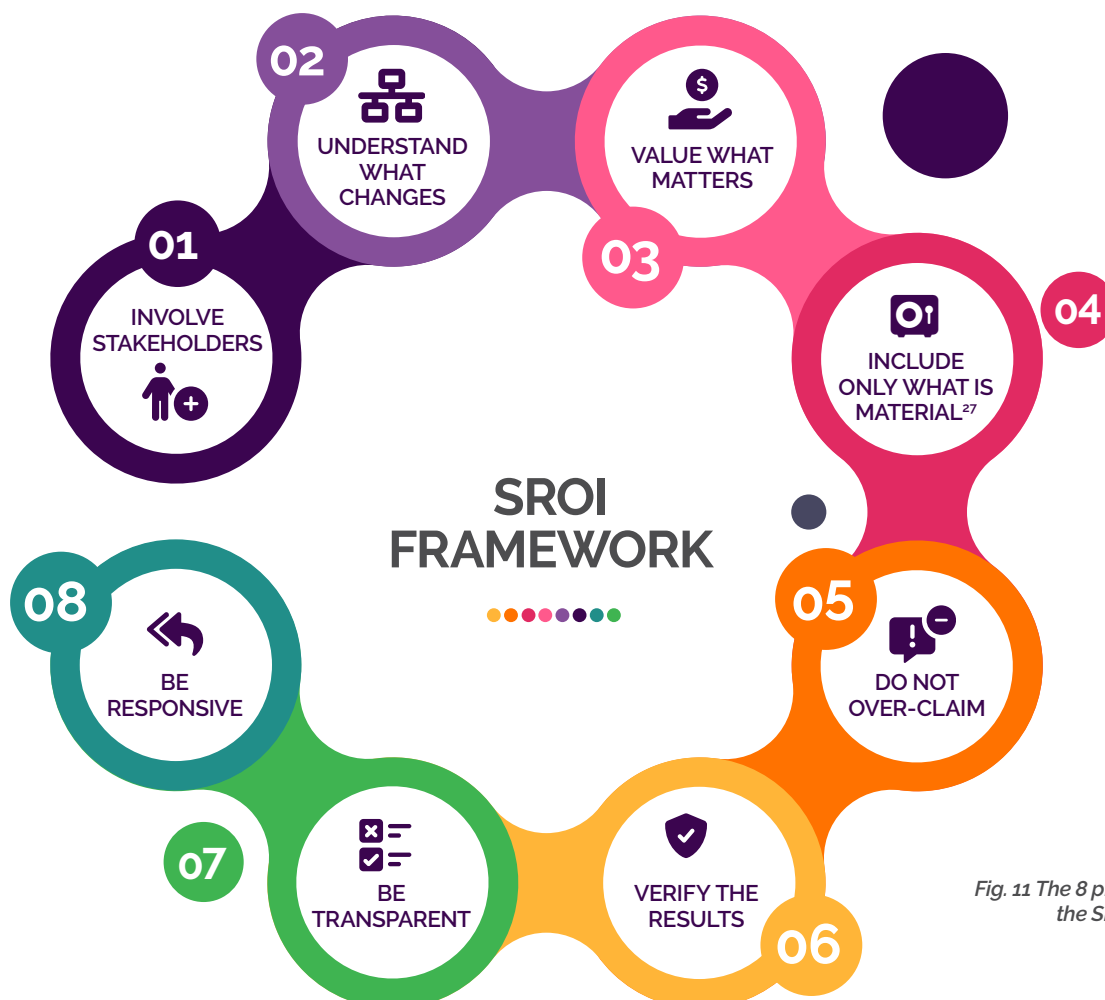 01
INVOLVE
STAKEHOLDERS
02
UNDERSTAND
WHAT
CHANGES
03
VALUE WHAT
MATTERS
$
04
INCLUDE
ONLY WHAT IS
MATERIAL²⁷
SROI
FRAMEWORK
05
DO NOT
OVER-CLAIM
06
VERIFY THE
RESULTS
07
BE
TRANSPARENT
08
BE
RESPONSIVE
Fig. 11 The 8 p
the S